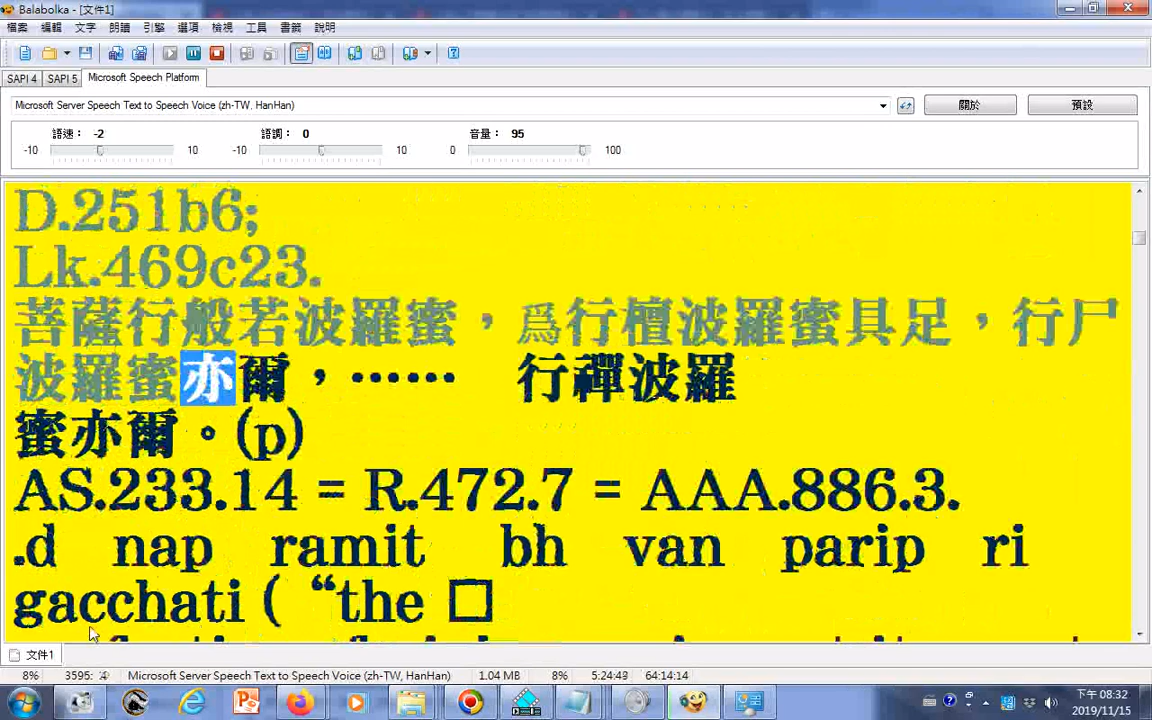 Balabolka - [文件1]
檔案 編輯 文字 朗讀 引擎 選項 檢視 工具 書籤 說明
SAPI 4 SAPI 5 Microsoft Speech Platform
Microsoft Server Speech Text to Speech Voice (zh-TW, HanHan) 關於 預設
語速： -2 語調： 0 音量： 95
-10 10 -10 10 0 100
D.251b6;
Lk.469c23.
菩薩行般若波羅蜜，爲行檀波羅蜜具足，行尸
波羅蜜亦爾，…… 行禪波羅
蜜亦爾。(p)
AS.233.14 = R.472.7 = AAA.886.3.
.d nap ramit bh van parip ri
gacchati ( “the □
文件1
8% 3595: Microsoft Server Speech Text to Speech Voice (zh-TW, HanHan) 1.04 MB 8% 5:24:43 64:14:14
下午 08:32
2019/11/15